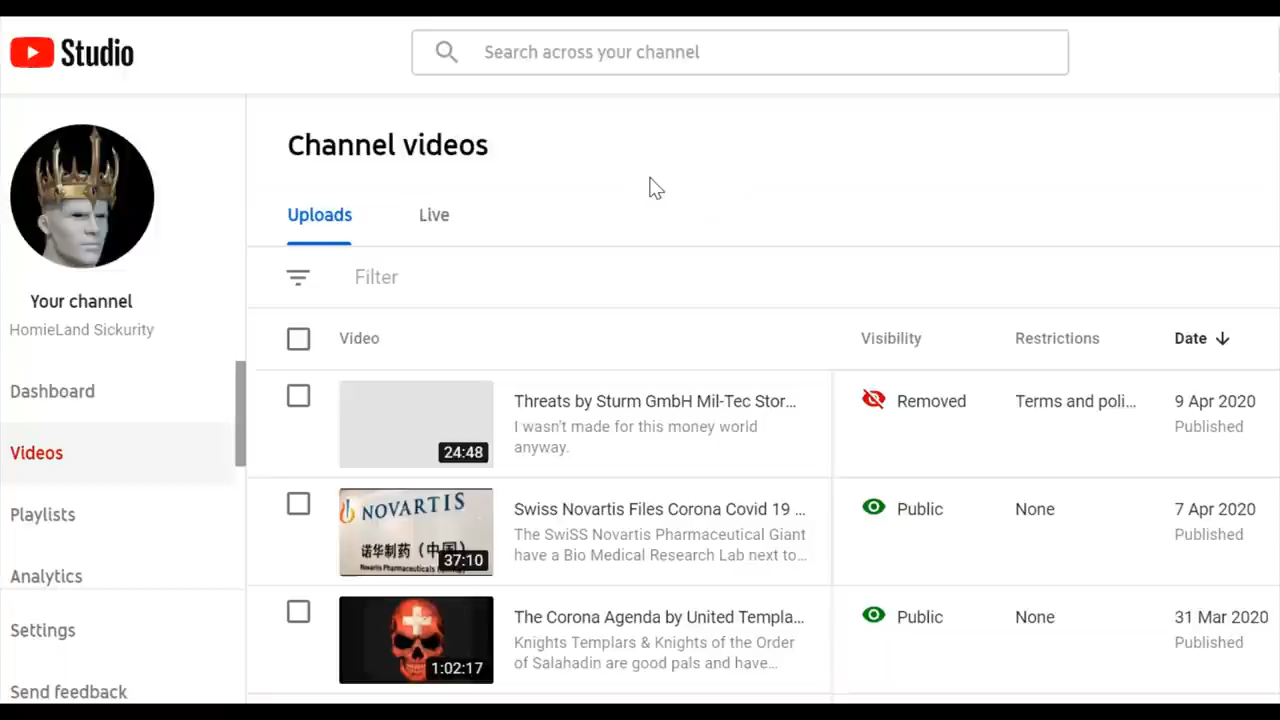 Studio
Search across your channel
Channel videos
Uploads
Live
Filter
Your channel
HomieLand Sickurity
Dashboard
Videos
Playlists
Analytics
Settings
Send feedback
Video
Visibility
Restrictions
Date
24:48
Threats by Sturm GmbH Mil-Tec Stor...
I wasn't made for this money world
anyway.
Removed
Terms and poli...
9 Apr 2020
Published
NOVARTIS
诺华制药（中国）
37:10
Swiss Novartis Files Corona Covid 19 ...
The SwiSS Novartis Pharmaceutical Giant
have a Bio Medical Research Lab next to...
Public
None
7 Apr 2020
Published
1:02:17
The Corona Agenda by United Templa...
Knights Templars & Knights of the Order
of Salahadin are good pals and have...
Public
None
31 Mar 2020
Published